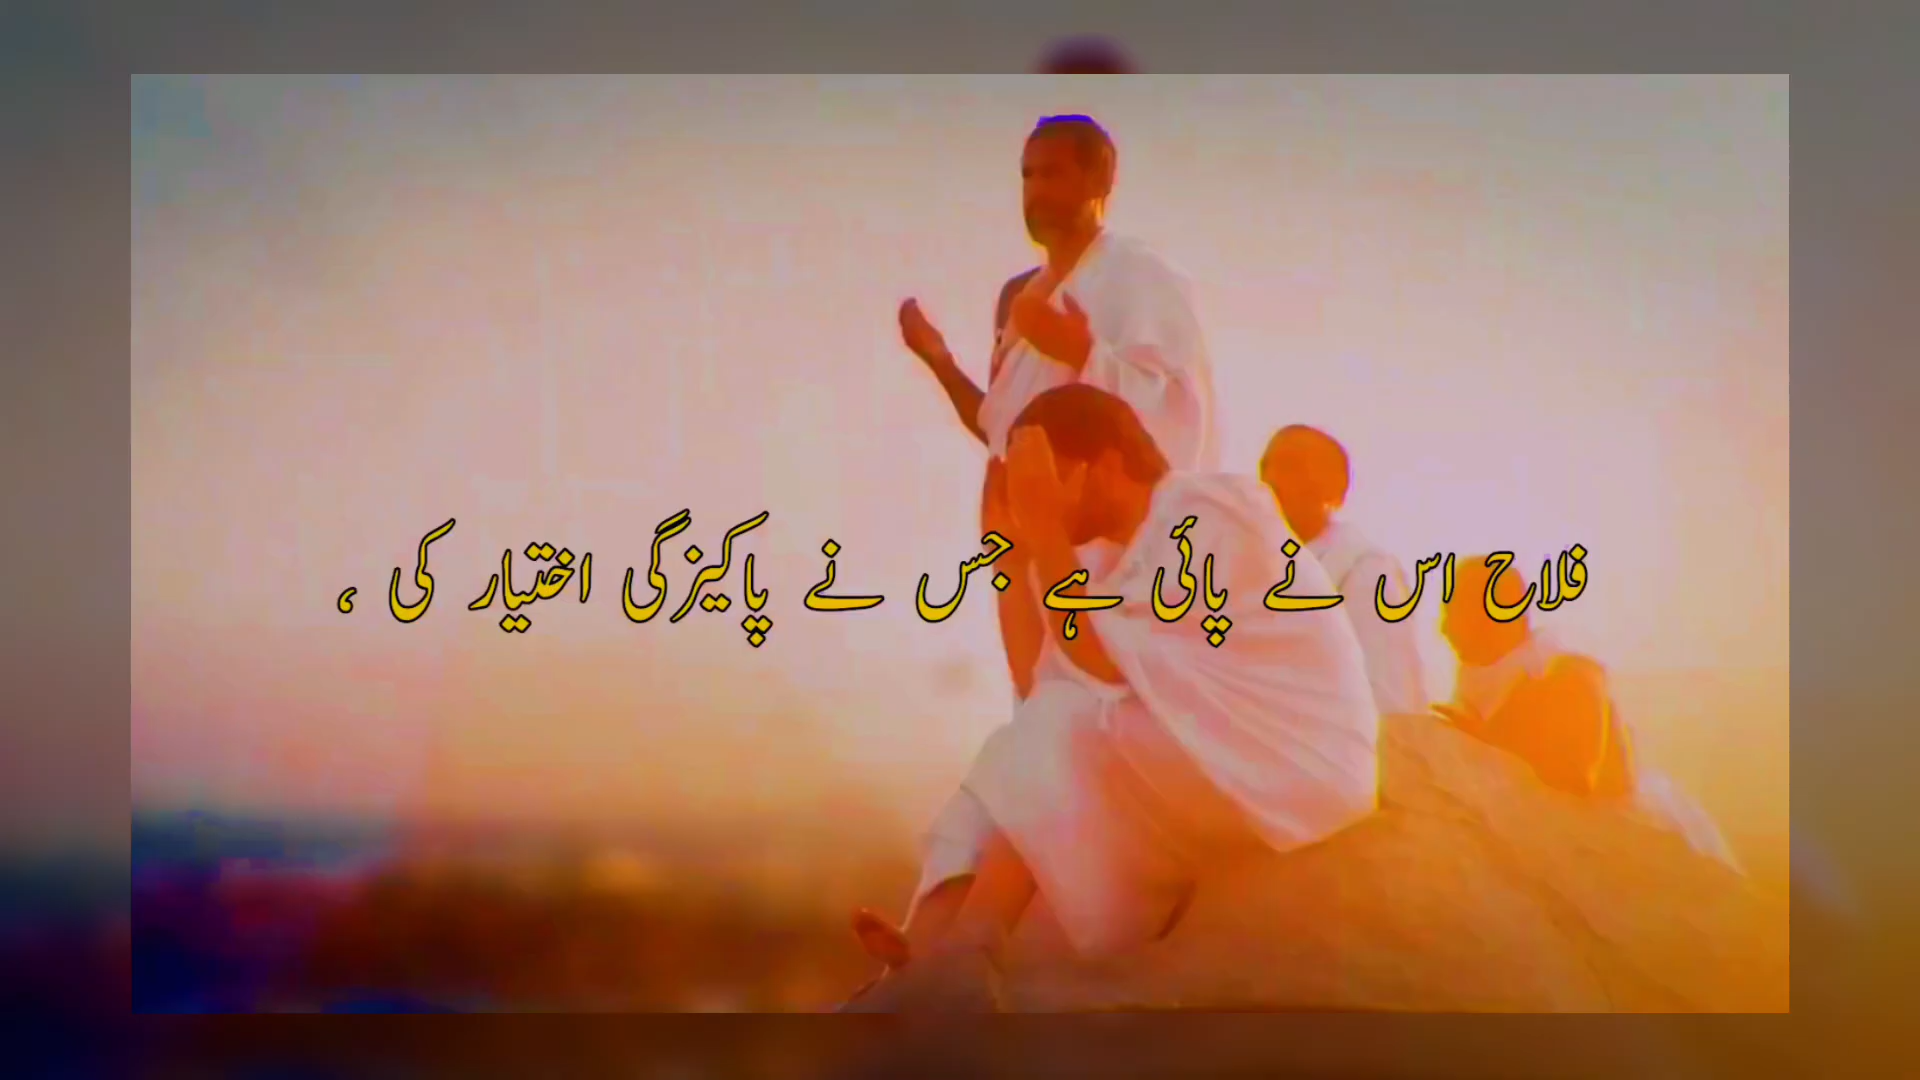 فلاح اس نے پائی ہے جس نے پاکیزگی اختیار کی ،